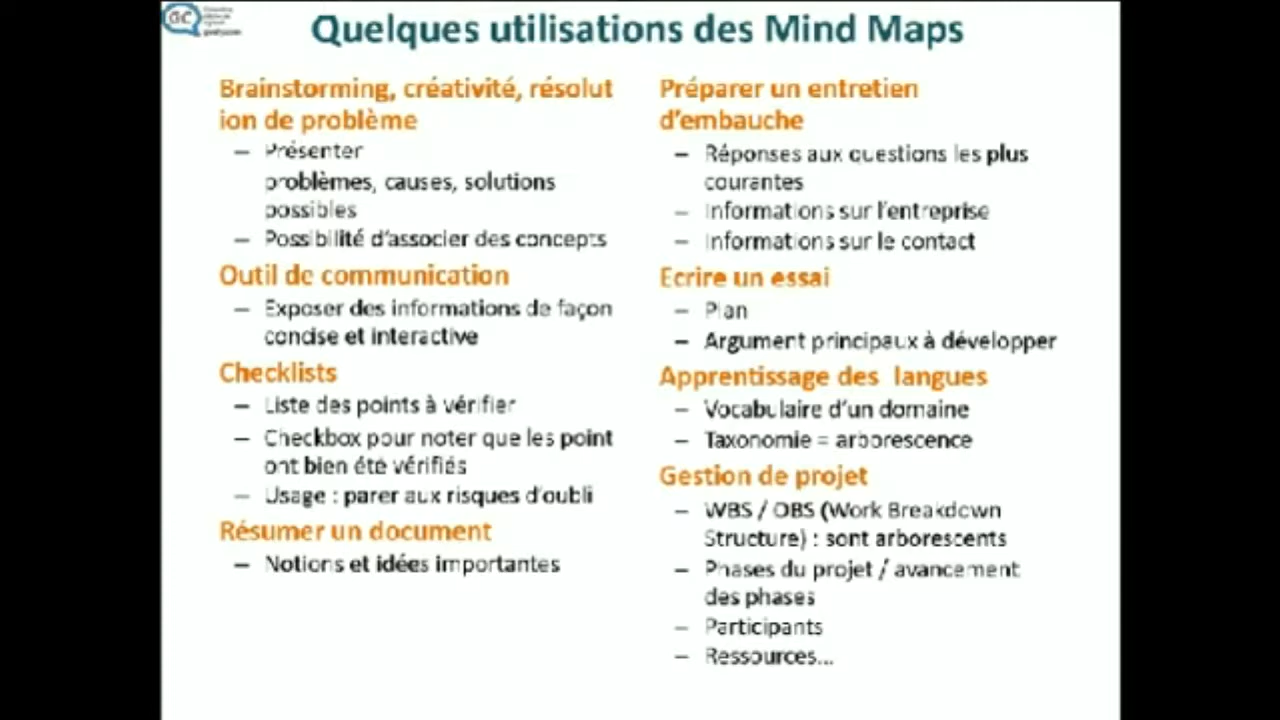 GC
Quelques utilisations des Mind Maps
Brainstorming, créativité, résolut
ion de problème
– Présenter
problèmes, causes, solutions
possibles
– Possibilité d'associer des concepts
Outil de communication
– Exposer des informations de façon
concise et interactive
Checklists
– Liste des points à vérifier
– Checkbox pour noter que les point
ont bien été vérifiés
– Usage : parer aux risques d'oubli
Résumer un document
– Notions et idées importantes
Préparer un entretien
d'embauche
– Réponses aux questions les plus
courantes
– Informations sur l'entreprise
– Informations sur le contact
Ecrire un essai
– Plan
– Argument principaux à développer
Apprentissage des langues
– Vocabulaire d'un domaine
– Taxonomie = arborescence
Gestion de projet
– WBS / OBS (Work Breakdown
Structure) : sont arborescents
– Phases du projet / avancement
des phases
– Participants
– Ressources...